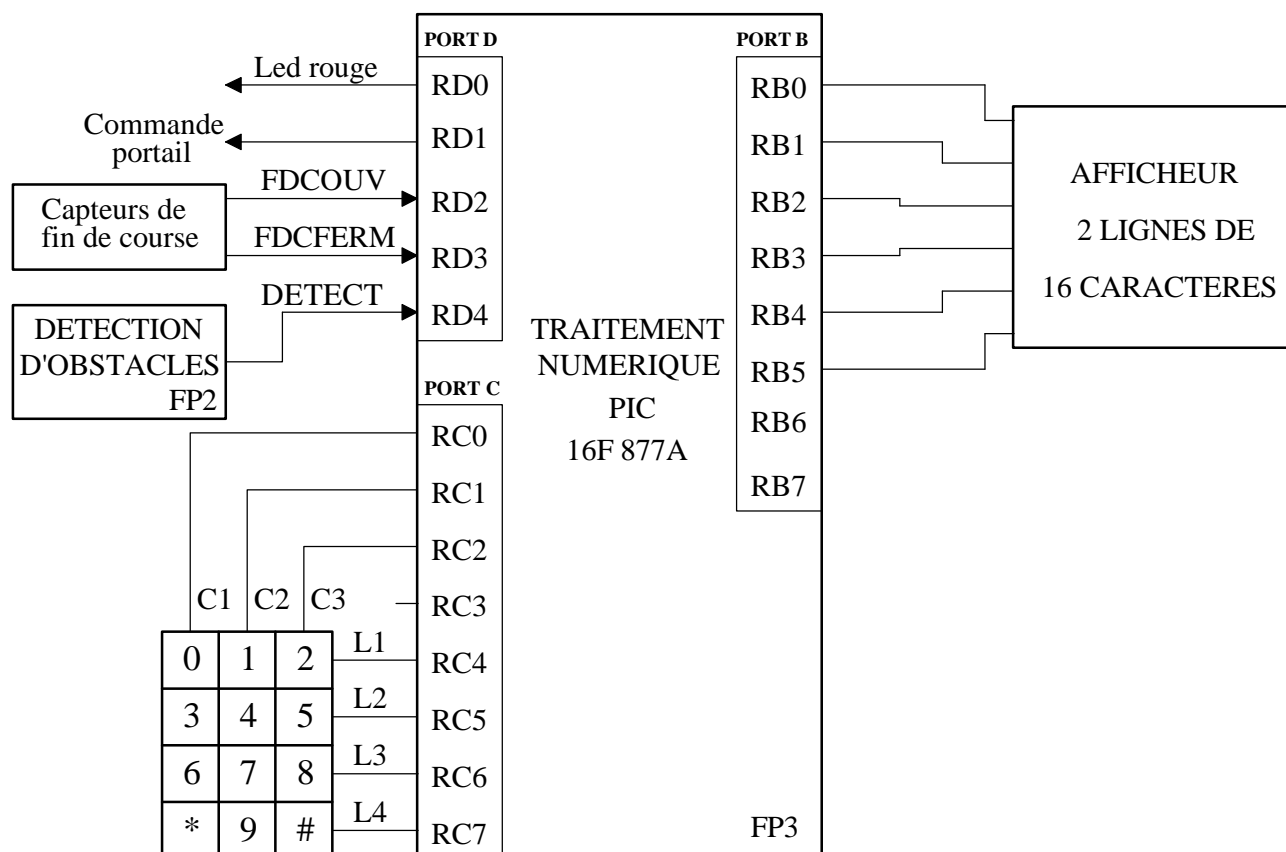 PORT D
PORT B
Led rouge
RD0
RB0
Commande
portail
RD1
RB1
Capteurs de
fin de course
FDCOUV
RD2
RB2
FDCFERM
RD3
RB3
DETECTION
D'OBSTACLES
FP2
DETECT
RD4
RB4
RB5
RB6
RB7
AFFICHEUR
2 LIGNES DE
16 CARACTERES
TRAITEMENT
NUMERIQUE
PIC
16F 877A
PORT C
RC0
RC1
RC2
RC3
RC4
RC5
RC6
RC7
C1 C2 C3
0 1 2 L1
3 4 5 L2
6 7 8 L3
* 9 # L4
FP3